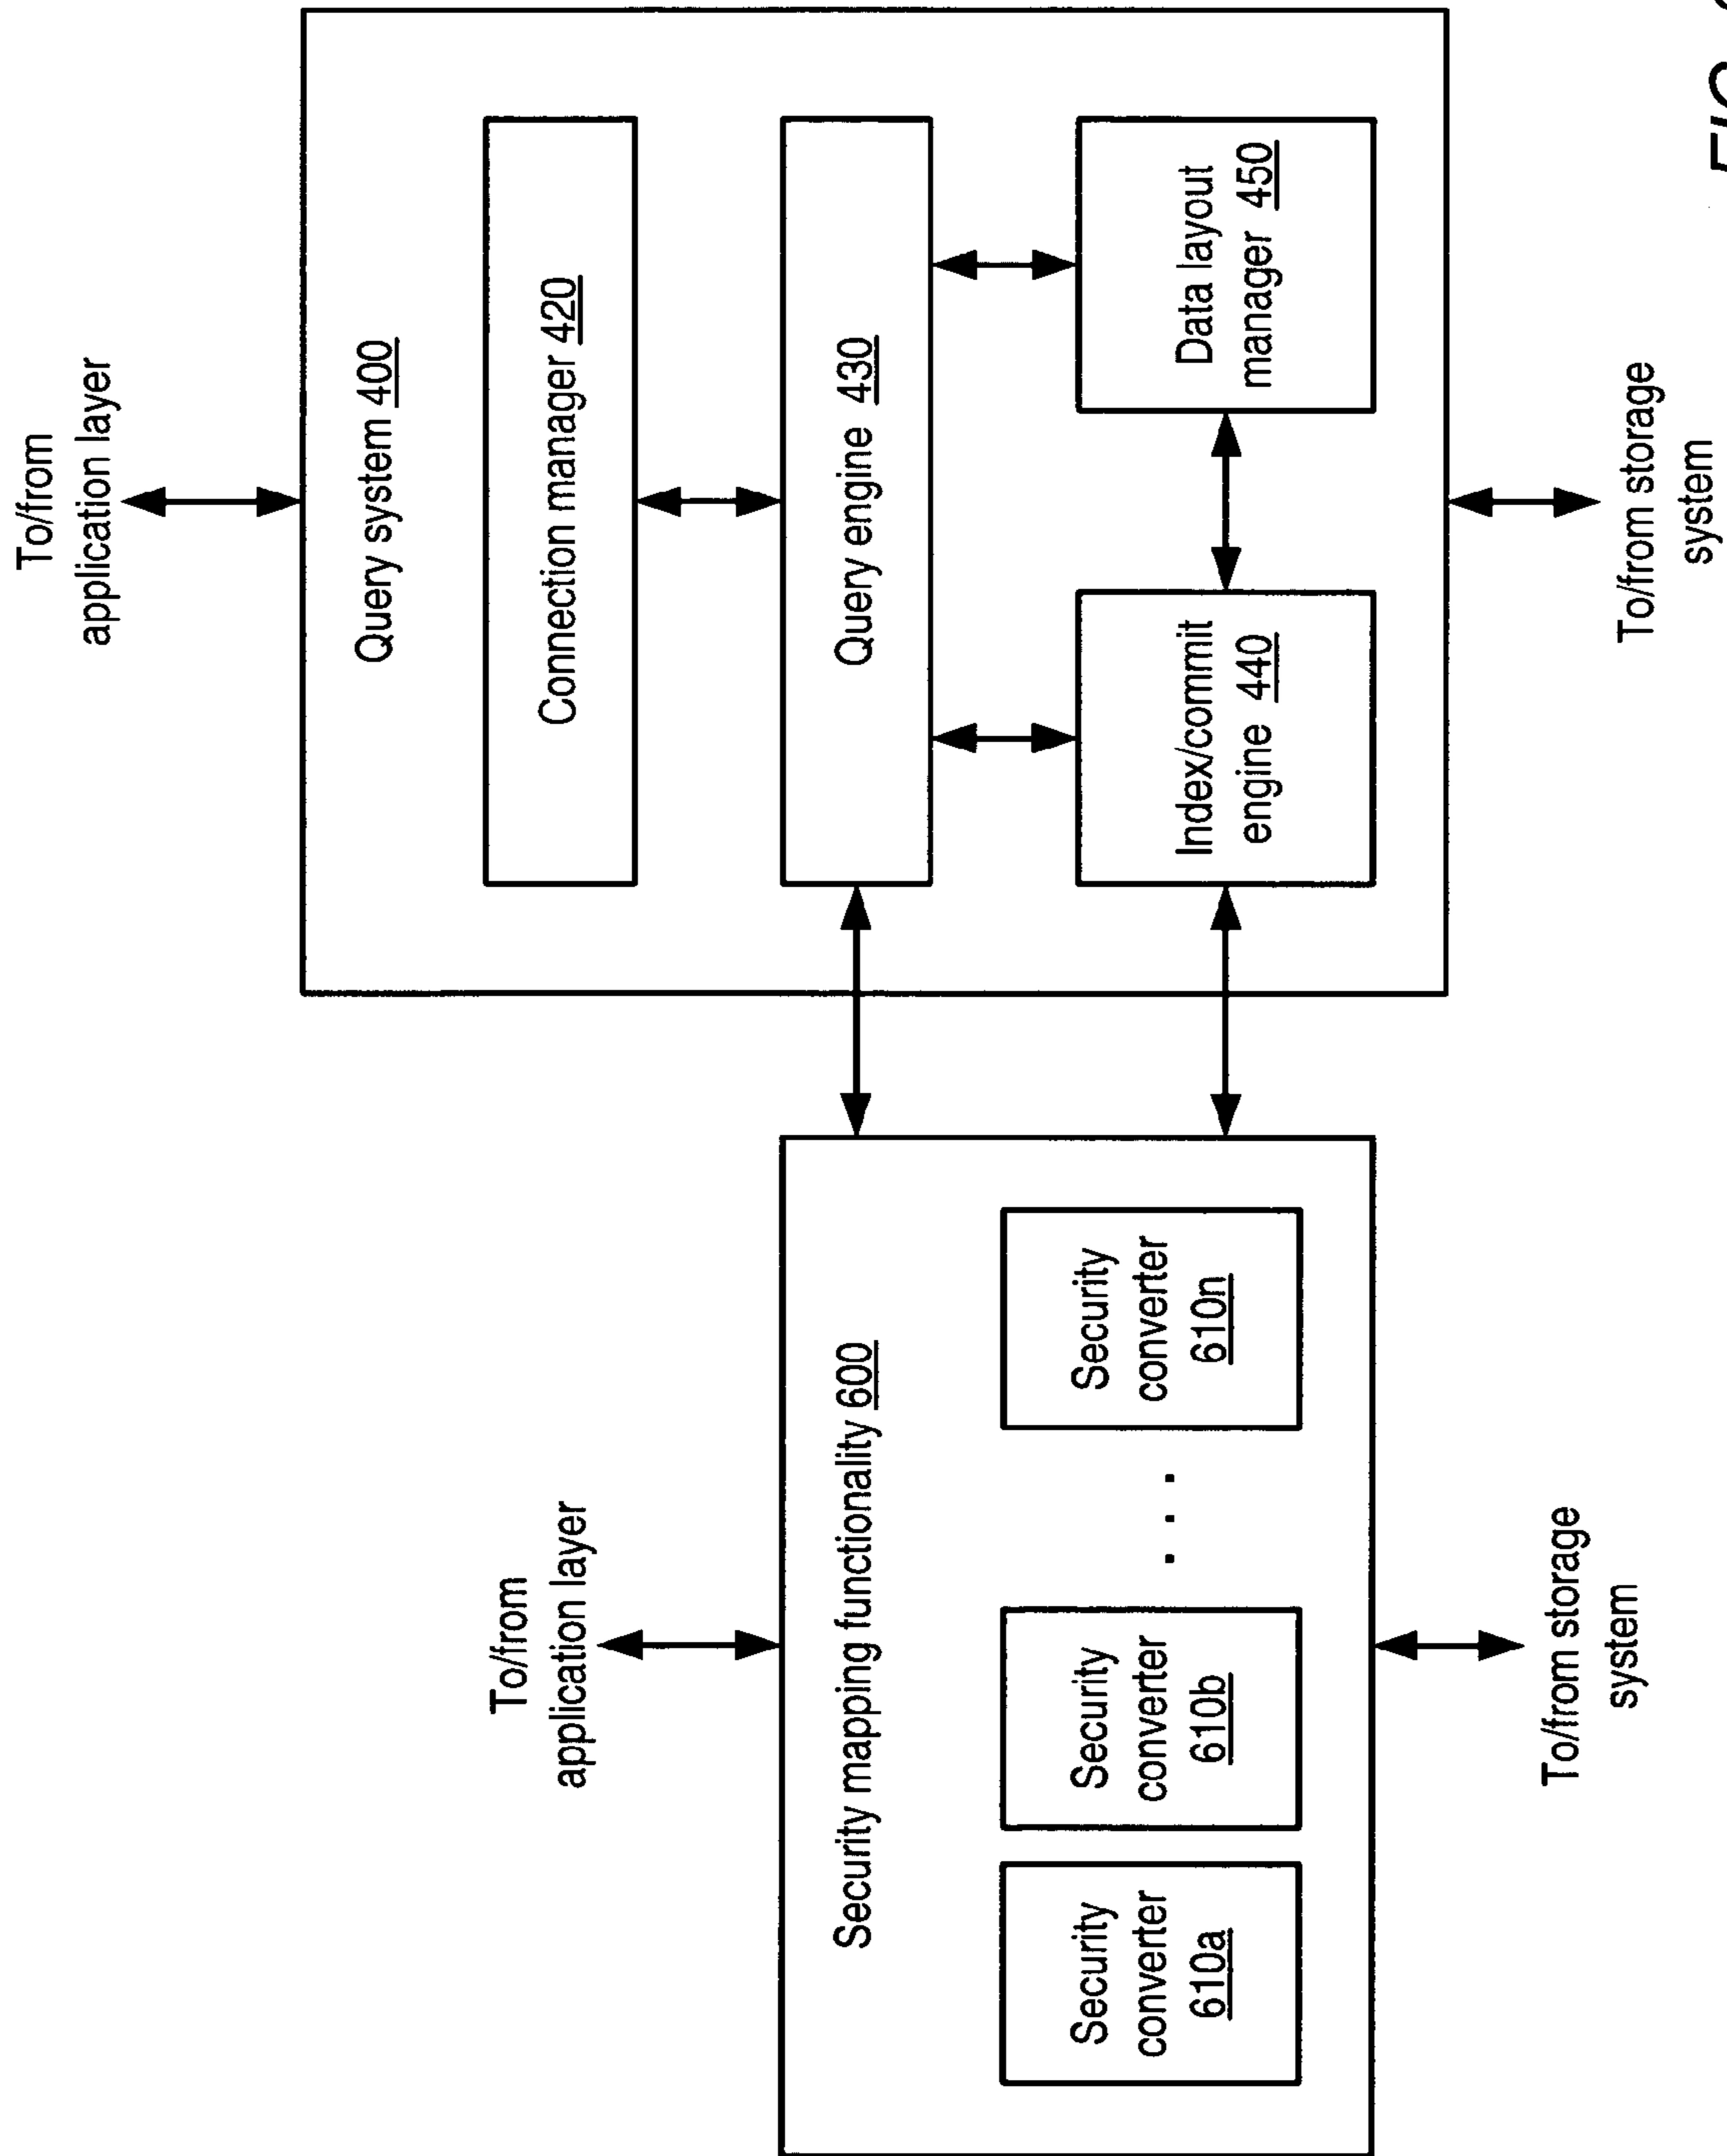 To/from
application layer
Query system 400
Connection manager 420
Query engine 430
Index/commit
engine 440
Data layout
manager 450
To/from storage
system
To/from
application layer
Security mapping functionality 600
Security
converter
610a
Security
converter
610b
. . .
Security
converter
610n
To/from storage
system
FIG.